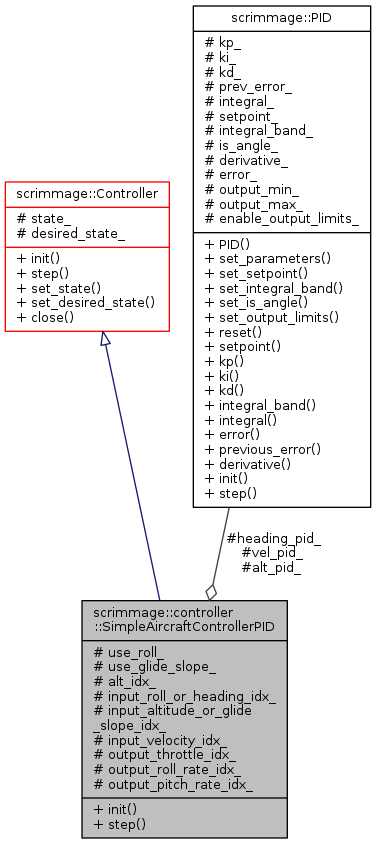 scrimmage::PID
# kp_
# ki_
# kd_
# prev_error_
# integral_
# setpoint_
# integral_band_
# is_angle_
# derivative_
# error_
# output_min_
# output_max_
# enable_output_limits_
+ PID()
+ set_parameters()
+ set_setpoint()
+ set_integral_band()
+ set_is_angle()
+ set_output_limits()
+ reset()
+ setpoint()
+ kp()
+ ki()
+ kd()
+ integral_band()
+ integral()
+ error()
+ previous_error()
+ derivative()
+ init()
+ step()
scrimmage::Controller
# state_
# desired_state_
+ init()
+ step()
+ set_state()
+ set_desired_state()
+ close()
#heading_pid_
#vel_pid_
#alt_pid_
scrimmage::controller
::SimpleAircraftControllerPID
# use_roll_
# use_glide_slope_
# alt_idx_
# input_roll_or_heading_idx_
# input_altitude_or_glide
_slope_idx_
# input_velocity_idx_
# output_throttle_idx_
# output_roll_rate_idx_
# output_pitch_rate_idx_
+ init()
+ step()